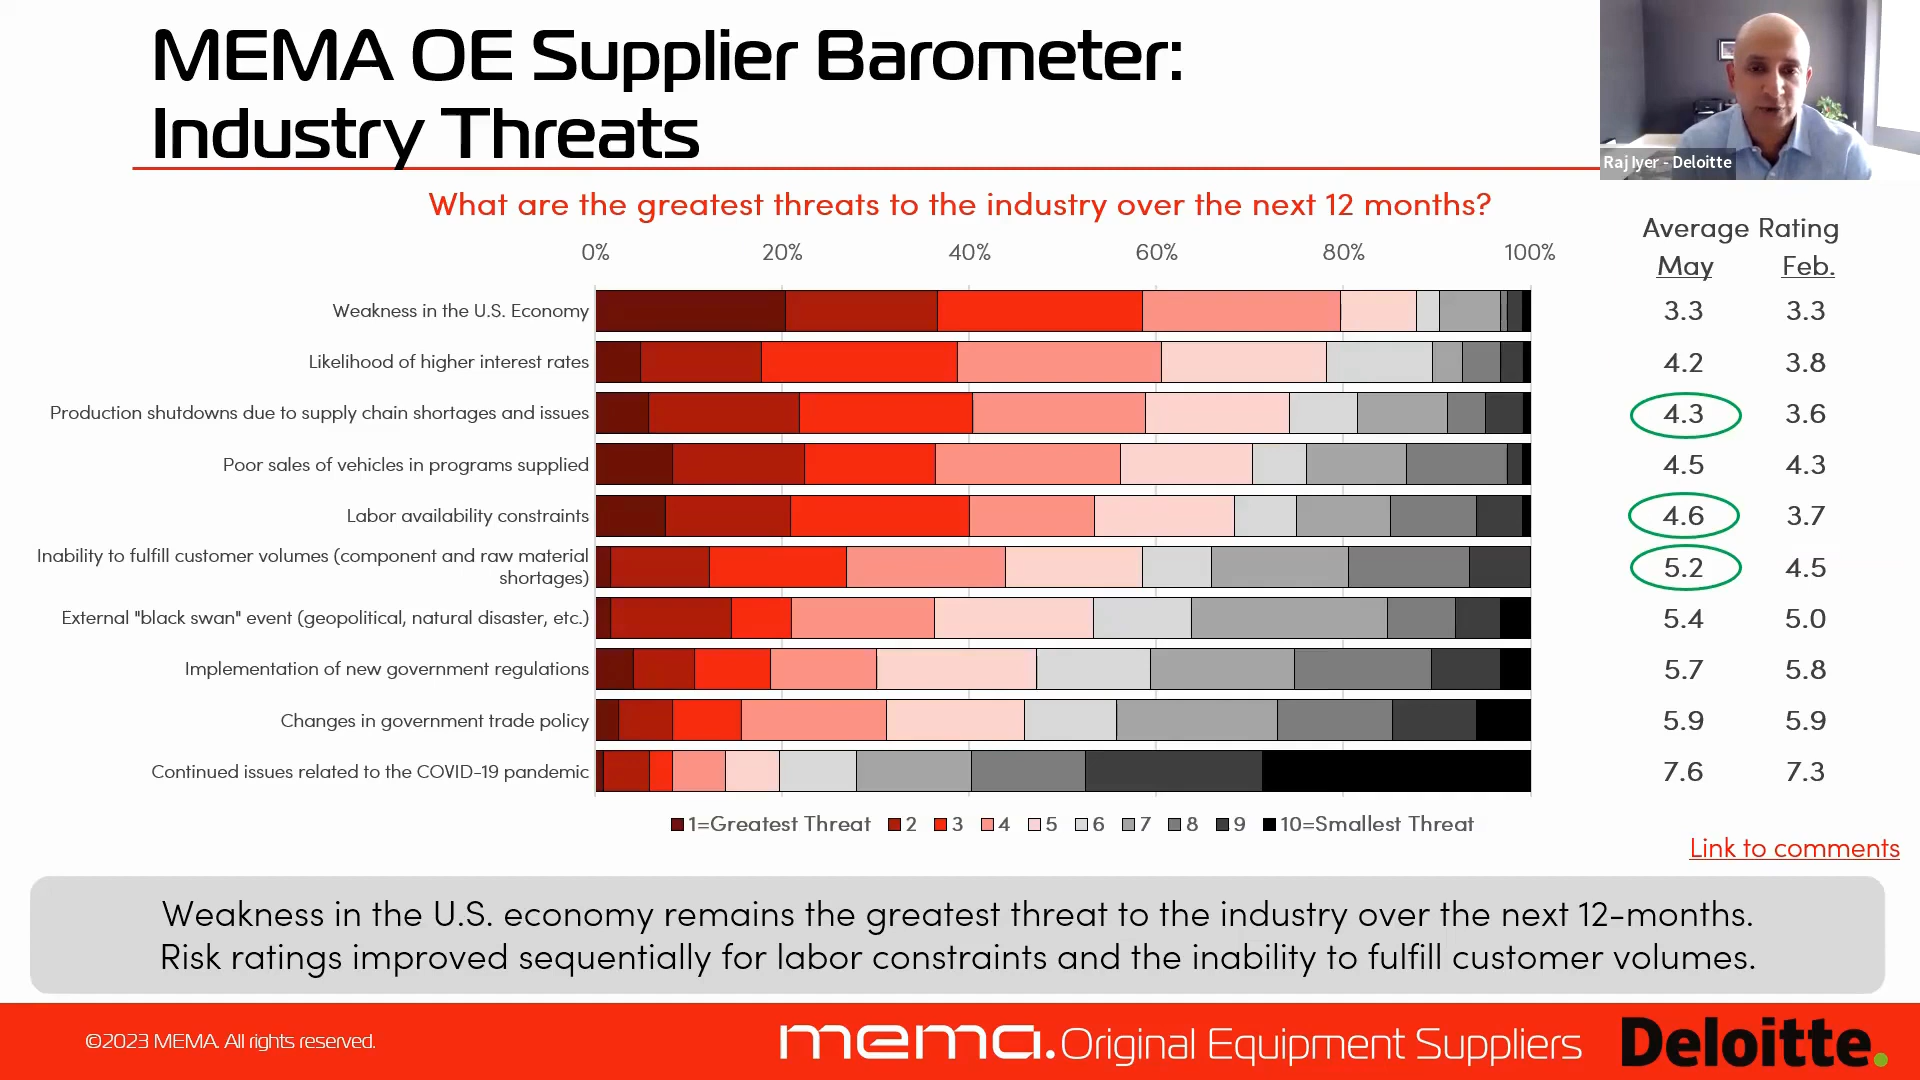 MEMA OE Supplier Barometer:
Industry Threats
Raj Iyer - Deloitte
What are the greatest threats to the industry over the next 12 months?
Average Rating
May Feb.
0% 20% 40% 60% 80% 100%
Weakness in the U.S. Economy 3.3 3.3
Likelihood of higher interest rates 4.2 3.8
Production shutdowns due to supply chain shortages and issues 4.3 3.6
Poor sales of vehicles in programs supplied 4.5 4.3
Labor availability constraints 4.6 3.7
Inability to fulfill customer volumes (component and raw material
shortages) 5.2 4.5
External "black swan" event (geopolitical, natural disaster, etc.) 5.4 5.0
Implementation of new government regulations 5.7 5.8
Changes in government trade policy 5.9 5.9
Continued issues related to the COVID-19 pandemic 7.6 7.3
1=Greatest Threat 2 3 4 5 6 7 8 9 10=Smallest Threat
Link to comments
Weakness in the U.S. economy remains the greatest threat to the industry over the next 12-months.
Risk ratings improved sequentially for labor constraints and the inability to fulfill customer volumes.
©2023 MEMA. All rights reserved.
mema. Original Equipment Suppliers
Deloitte.